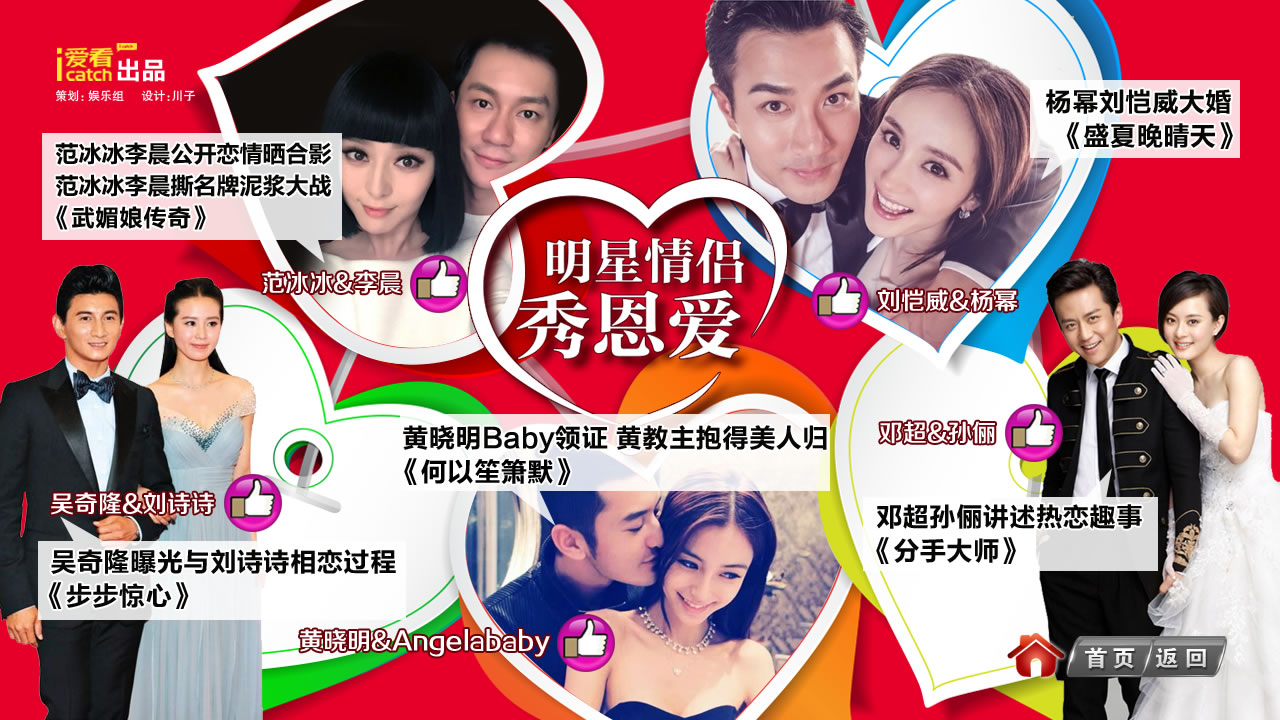 i catch 爱看 出品
策划：娱乐组 设计：川子
范冰冰李晨公开恋情晒合影
范冰冰李晨撕名牌泥浆大战
《武媚娘传奇》
范冰冰&李晨
明星情侣
秀恩爱
杨幂刘恺威大婚
《盛夏晚晴天》
刘恺威&杨幂
吴奇隆&刘诗诗
吴奇隆曝光与刘诗诗相恋过程
《步步惊心》
黄晓明Baby领证 黄教主抱得美人归
《何以笙箫默》
黄晓明&Angelababy
邓超&孙俪
邓超孙俪讲述热恋趣事
《分手大师》
首页 返回